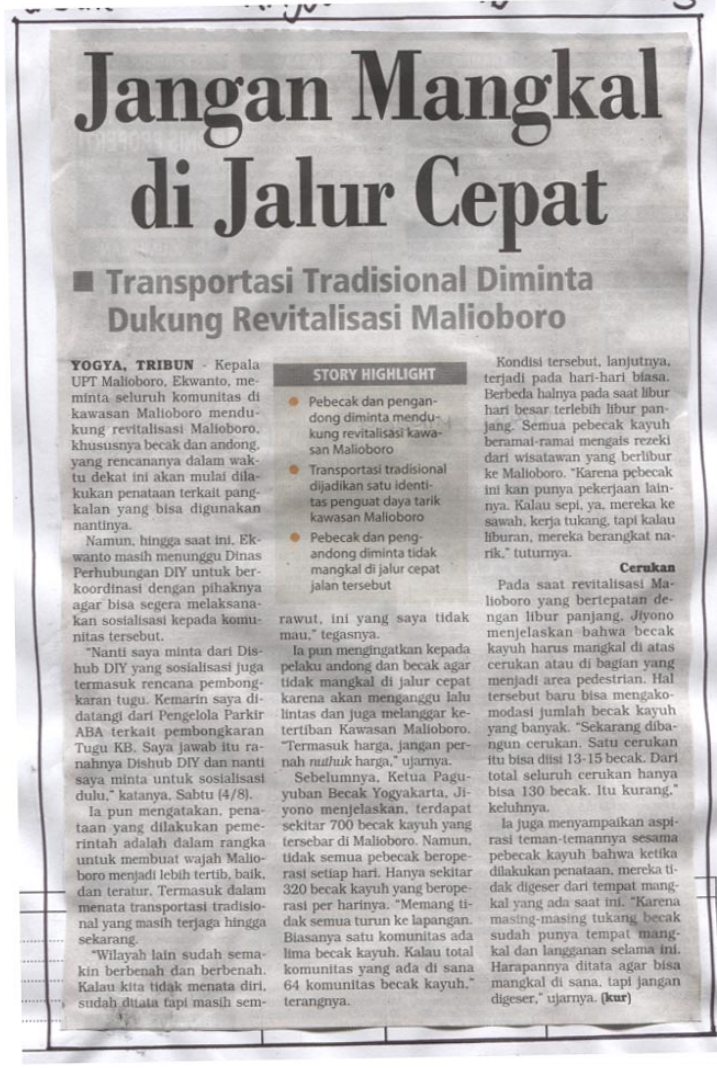 Jangan Mangkal
di Jalur Cepat
■ Transportasi Tradisional Diminta
Dukung Revitalisasi Malioboro
YOGYA, TRIBUN - Kepala
UPT Malioboro, Ekwanto, me-
minta seluruh komunitas di
kawasan Malioboro mendu-
kung revitalisasi Malioboro,
khususnya becak dan andong,
yang rencananya dalam wak-
tu dekat ini akan mulai dila-
kukan penataan terkait pang-
kalan yang bisa digunakan
nantinya.
Namun, hingga saat ini, Ek-
wanto masih menunggu Dinas
Perhubungan DIY untuk ber-
koordinasi dengan pihaknya
agar bisa segera melaksana-
kan sosialisasi kepada komu-
nitas tersebut.
"Nanti saya minta dari Dis-
hub DIY yang sosialisasi juga
termasuk rencana pembong-
karan tugu. Kemarin saya di-
datangi dari Pengelola Parkir
ABA terkait pembongkaran
Tugu KB. Saya jawab itu ra-
nahnya Dishub DIY dan nanti
saya minta untuk sosialisasi
dulu," katanya, Sabtu (4/8).
Ia pun mengatakan, pena-
taan yang dilakukan peme-
rintah adalah dalam rangka
untuk membuat wajah Malio-
boro menjadi lebih tertib, baik,
dan teratur. Termasuk dalam
menata transportasi tradisio-
nal yang masih terjaga hingga
sekarang.
"Wilayah lain sudah sema-
kin berbenah dan berbenah.
Kalau kita tidak menata diri,
sudah ditata tapi masih sem-
STORY HIGHLIGHT
● Pebecak dan pengan-
dong diminta mendu-
kung revitalisasi kawa-
san Malioboro
● Transportasi tradisional
dijadikan satu identi-
tas penguat daya tarik
kawasan Malioboro
● Pebecak dan peng-
andong diminta tidak
mangkal di jalur cepat
jalan tersebut
rawut, ini yang saya tidak
mau," tegasnya.
Ia pun mengingatkan kepada
pelaku andong dan becak agar
tidak mangkal di jalur cepat
karena akan menganggu lalu
lintas dan juga melanggar ke-
tertiban Kawasan Malioboro.
"Termasuk harga, jangan per-
nah nuthuk harga," ujarnya.
Sebelumnya, Ketua Pagu-
yuban Becak Yogyakarta, Ji-
yono menjelaskan, terdapat
sekitar 700 becak kayuh yang
tersebar di Malioboro. Namun,
tidak semua pebecak berope-
rasi setiap hari. Hanya sekitar
320 becak kayuh yang berope-
rasi per harinya. "Memang ti-
dak semua turun ke lapangan.
Biasanya satu komunitas ada
lima becak kayuh. Kalau total
komunitas yang ada di sana
64 komunitas becak kayuh,"
terangnya.
Kondisi tersebut, lanjutnya,
terjadi pada hari-hari biasa.
Berbeda halnya pada saat libur
hari besar terlebih libur pan-
jang. Semua pebecak kayuh
beramai-ramai mengais rezeki
dari wisatawan yang berlibur
ke Malioboro. "Karena pebecak
ini kan punya pekerjaan lain-
nya. Kalau sepi, ya, mereka ke
sawah, kerja tukang, tapi kalau
liburan, mereka berangkat na-
rik," tuturnya.
Cerukan
Pada saat revitalisasi Ma-
lioboro yang bertepatan de-
ngan libur panjang, Jiyono
menjelaskan bahwa becak
kayuh harus mangkal di atas
cerukan atau di bagian yang
menjadi area pedestrian. Hal
tersebut baru bisa mengako-
modasi jumlah becak kayuh
yang banyak. "Sekarang diba-
ngun cerukan. Satu cerukan
itu bisa diisi 13-15 becak. Dari
total seluruh cerukan hanya
bisa 130 becak. Itu kurang,"
keluhnya.
Ia juga menyampaikan aspi-
rasi teman-temannya sesama
pebecak kayuh bahwa ketika
dilakukan penataan, mereka ti-
dak digeser dari tempat mang-
kal yang ada saat ini. "Karena
masing-masing tukang becak
sudah punya tempat mang-
kal dan langganan selama ini.
Harapannya ditata agar bisa
mangkal di sana, tapi jangan
digeser," ujarnya. (kur)